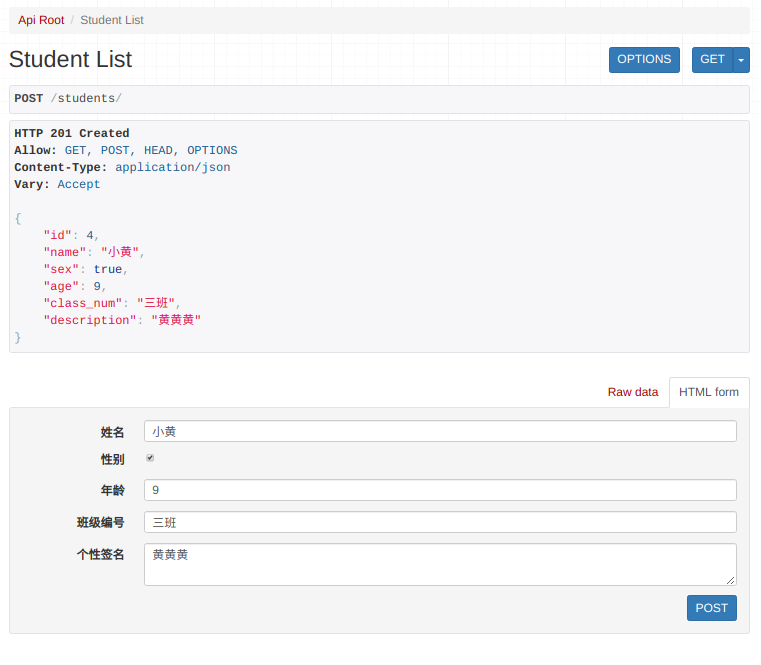 Api Root / Student List
Student List
OPTIONS
GET
POST /students/
HTTP 201 Created
Allow: GET, POST, HEAD, OPTIONS
Content-Type: application/json
Vary: Accept
{
    "id": 4,
    "name": "小黄",
    "sex": true,
    "age": 9,
    "class_num": "三班",
    "description": "黄黄黄"
}
Raw data
HTML form
姓名 小黄
性别
年龄 9
班级编号 三班
个性签名 黄黄黄
POST